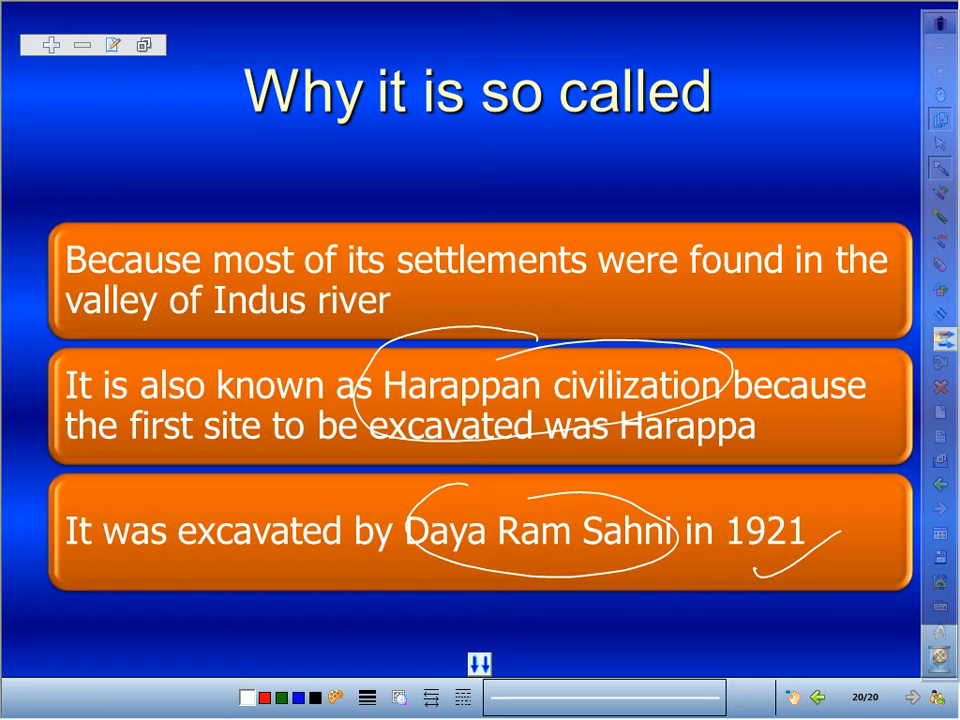 Why it is so called
Because most of its settlements were found in the
valley of Indus river
It is also known as Harappan civilization because
the first site to be excavated was Harappa
It was excavated by Daya Ram Sahni in 1921
20/20